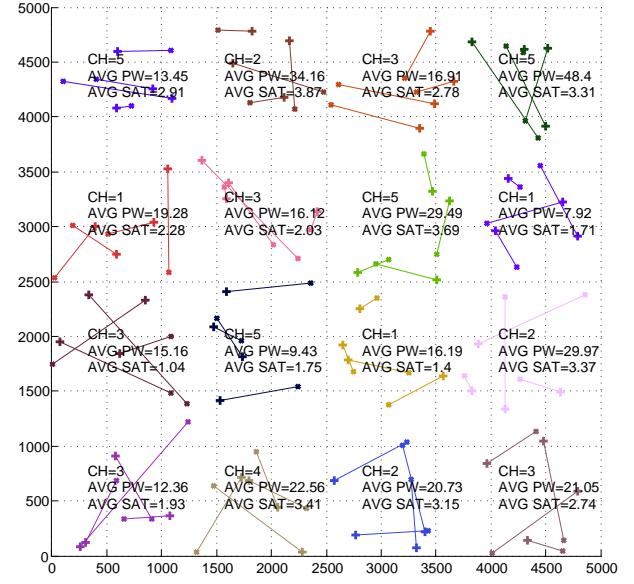 5000
CH=5 CH=2 CH=3 CH=5
4500
AVG PW=13.45 AVG PW=34.16 AVG PW=16.91 AVG PW=48.4
AVG SAT=2.91 AVG SAT=3.87 AVG SAT=2.78 AVG SAT=3.31
4000
3500
CH=1 CH=3 CH=5 CH=1
AVG PW=19.28 AVG PW=16.12 AVG PW=29.49 AVG PW=7.92
3000
AVG SAT=2.28 AVG SAT=2.03 AVG SAT=3.69 AVG SAT=1.71
2500
CH=3 CH=5 CH=1 CH=2
2000
AVG PW=15.16 AVG PW=9.43 AVG PW=16.19 AVG PW=29.97
AVG SAT=1.04 AVG SAT=1.75 AVG SAT=1.4 AVG SAT=3.37
1500
1000
CH=3 CH=4 CH=2 CH=3
AVG PW=12.36 AVG PW=22.56 AVG PW=20.73 AVG PW=21.05
500
AVG SAT=1.93 AVG SAT=3.41 AVG SAT=3.15 AVG SAT=2.74
0
0 500 1000 1500 2000 2500 3000 3500 4000 4500 5000